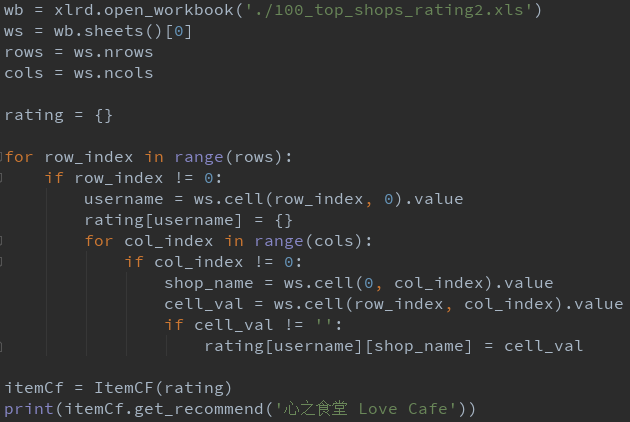 wb = xlrd.open_workbook('./100_top_shops_rating2.xls')
ws = wb.sheets()[0]
rows = ws.nrows
cols = ws.ncols
rating = {}
for row_index in range(rows):
    if row_index != 0:
        username = ws.cell(row_index, 0).value
        rating[username] = {}
        for col_index in range(cols):
            if col_index != 0:
                shop_name = ws.cell(0, col_index).value
                cell_val = ws.cell(row_index, col_index).value
                if cell_val != '':
                    rating[username][shop_name] = cell_val
itemCf = ItemCF(rating)
print(itemCf.get_recommend('心之食堂 Love Cafe'))